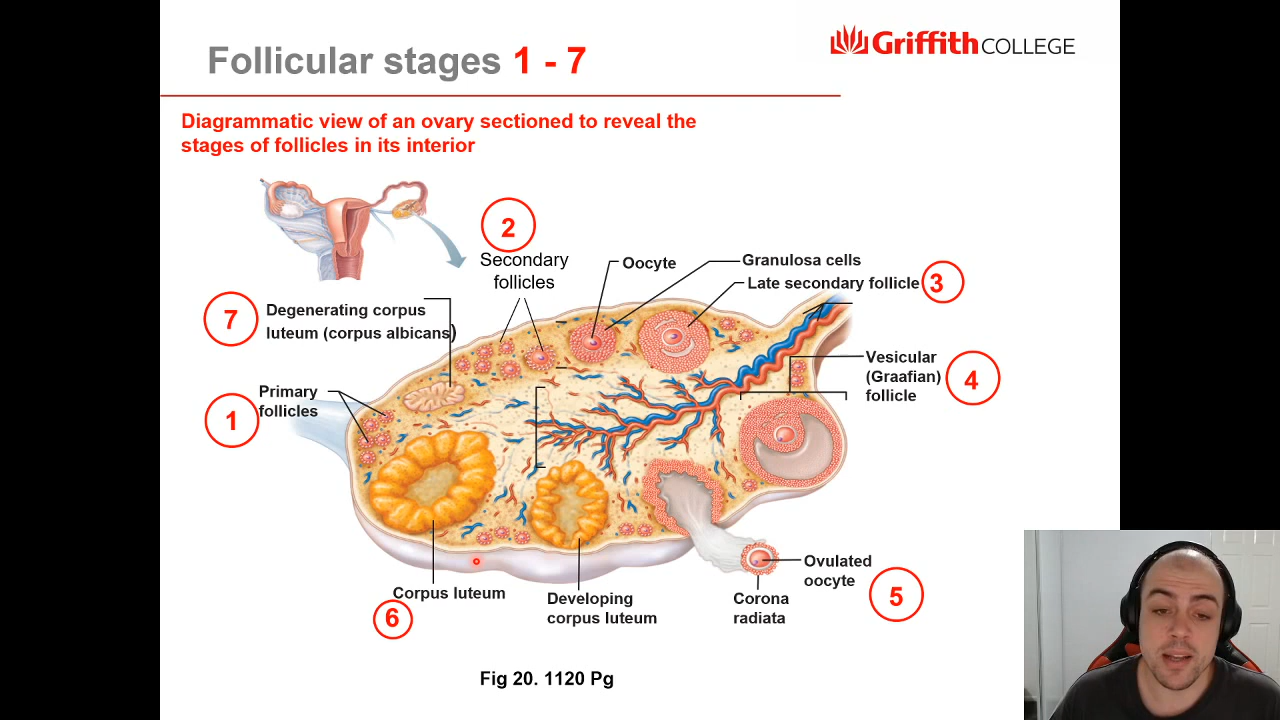 Follicular stages 1 - 7
Griffith COLLEGE
Diagrammatic view of an ovary sectioned to reveal the
stages of follicles in its interior
2
Secondary
follicles
Oocyte
Granulosa cells
Late secondary follicle
3
7
Degenerating corpus
luteum (corpus albicans)
Vesicular
(Graafian)
follicle
4
1
Primary
follicles
Ovulated
oocyte
5
Corpus luteum
6
Developing
corpus luteum
Corona
radiata
Fig 20. 1120 Pg